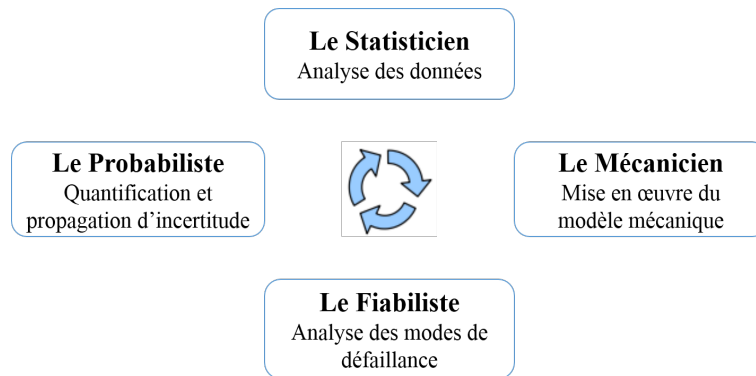 Le Statisticien
Analyse des données
Le Probabiliste
Quantification et
propagation d'incertitude
Le Mécanicien
Mise en œuvre du
modèle mécanique
Le Fiabiliste
Analyse des modes de
défaillance